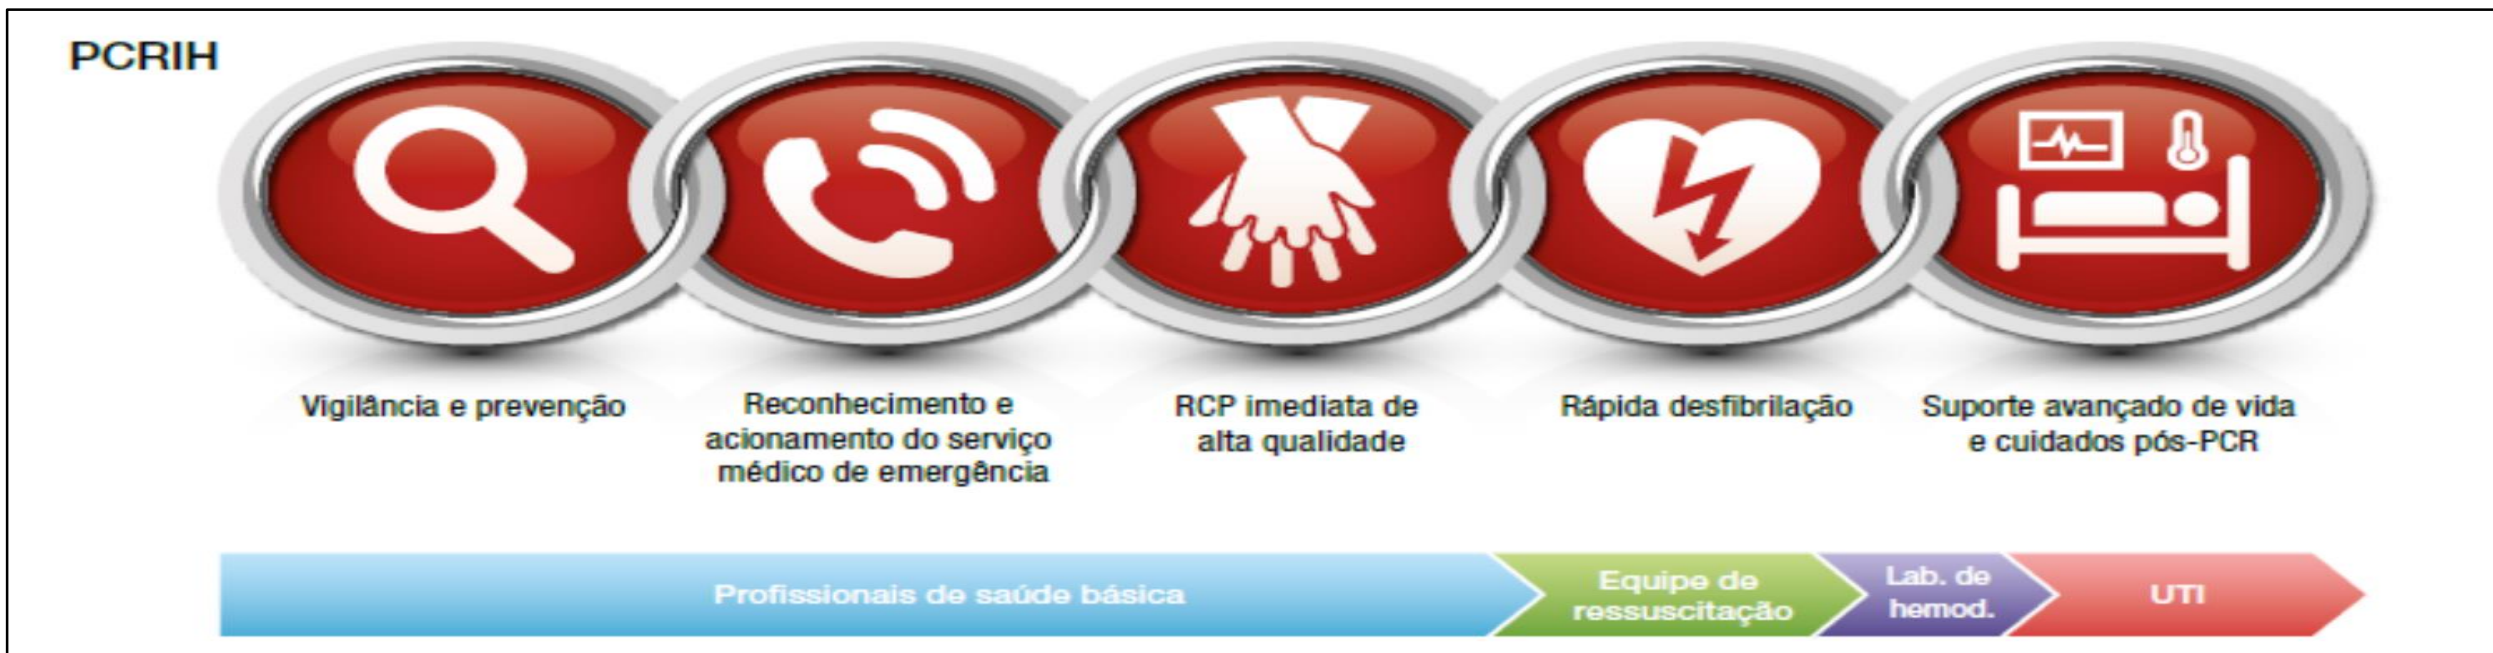 PCRIH
Vigilância e prevenção
Reconhecimento e
acionamento do serviço
médico de emergência
RCP imediata de
alta qualidade
Rápida desfibrilação
Suporte avançado de vida
e cuidados pós-PCR
Profissionais de saúde básica
Equipe de
ressuscitação
Lab. de
hemod.
UTI